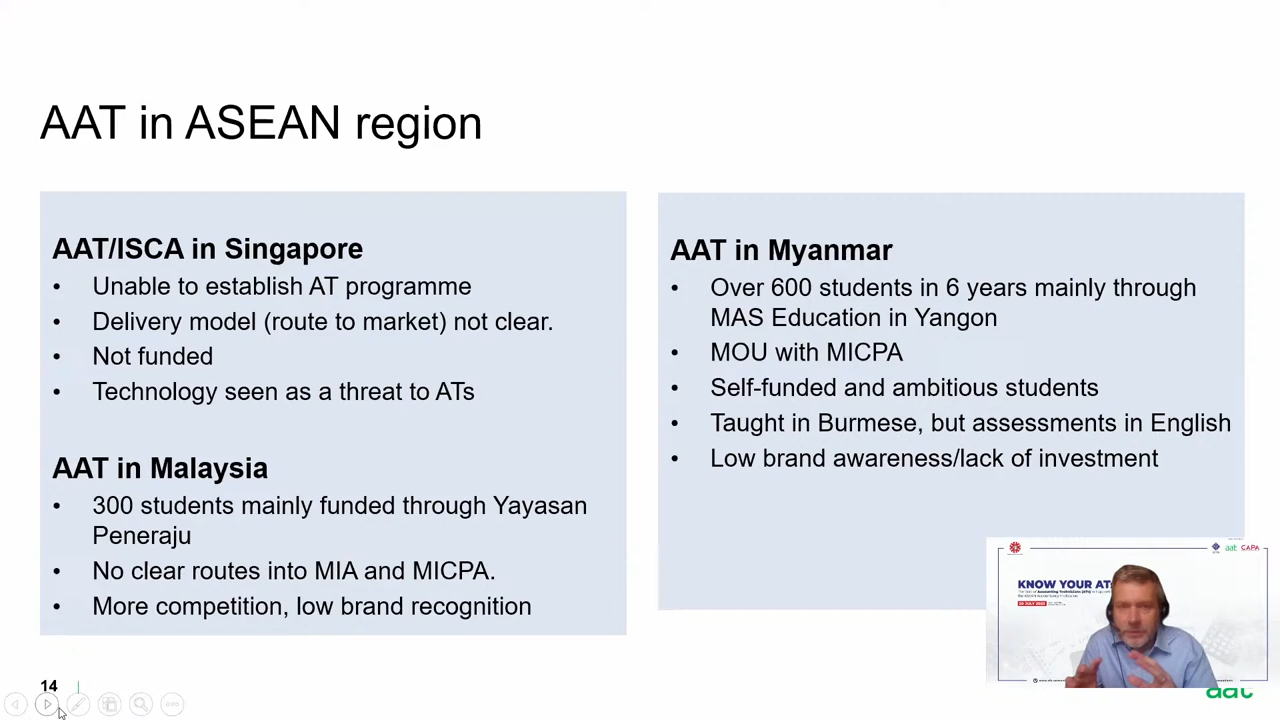 AAT in ASEAN region
AAT/ISCA in Singapore
• Unable to establish AT programme
• Delivery model (route to market) not clear.
• Not funded
• Technology seen as a threat to ATs
AAT in Malaysia
• 300 students mainly funded through Yayasan
Peneraju
• No clear routes into MIA and MICPA.
• More competition, low brand recognition
AAT in Myanmar
• Over 600 students in 6 years mainly through
MAS Education in Yangon
• MOU with MICPA
• Self-funded and ambitious students
• Taught in Burmese, but assessments in English
• Low brand awareness/lack of investment
aat CAPA
KNOW YOUR AT
14
aat